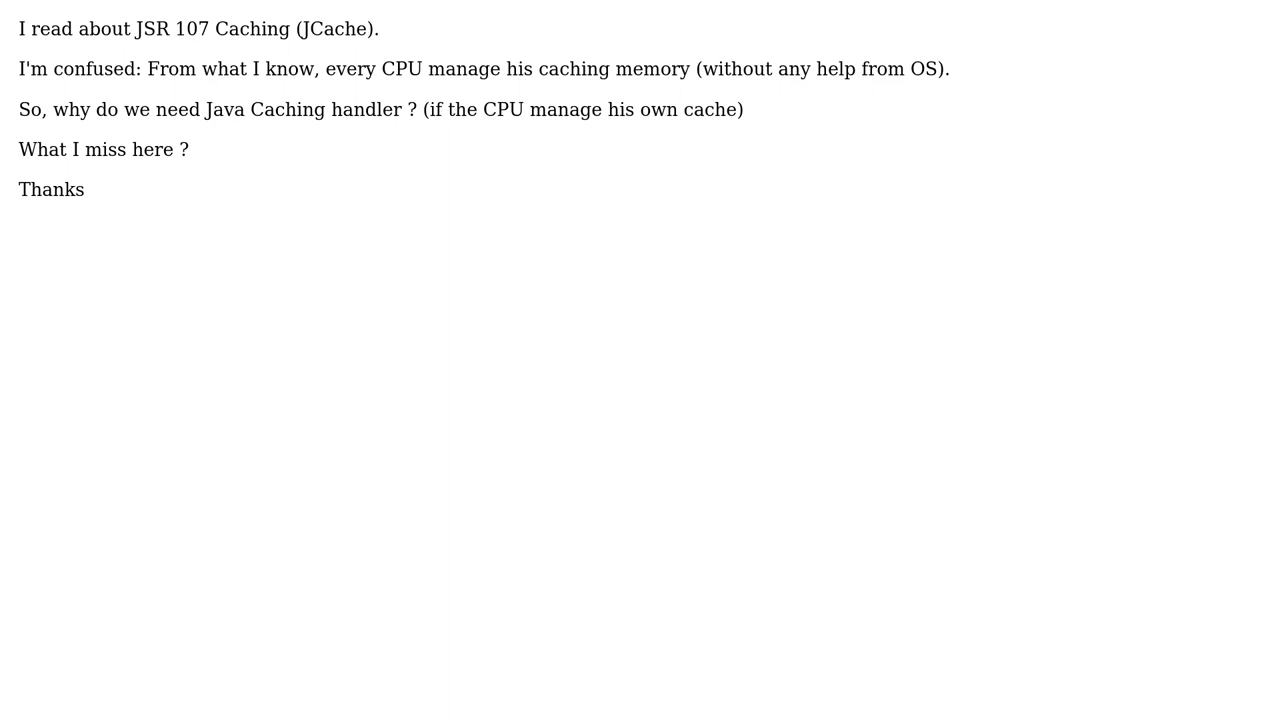 I read about JSR 107 Caching (JCache).
I'm confused: From what I know, every CPU manage his caching memory (without any help from OS).
So, why do we need Java Caching handler ? (if the CPU manage his own cache)
What I miss here ?
Thanks